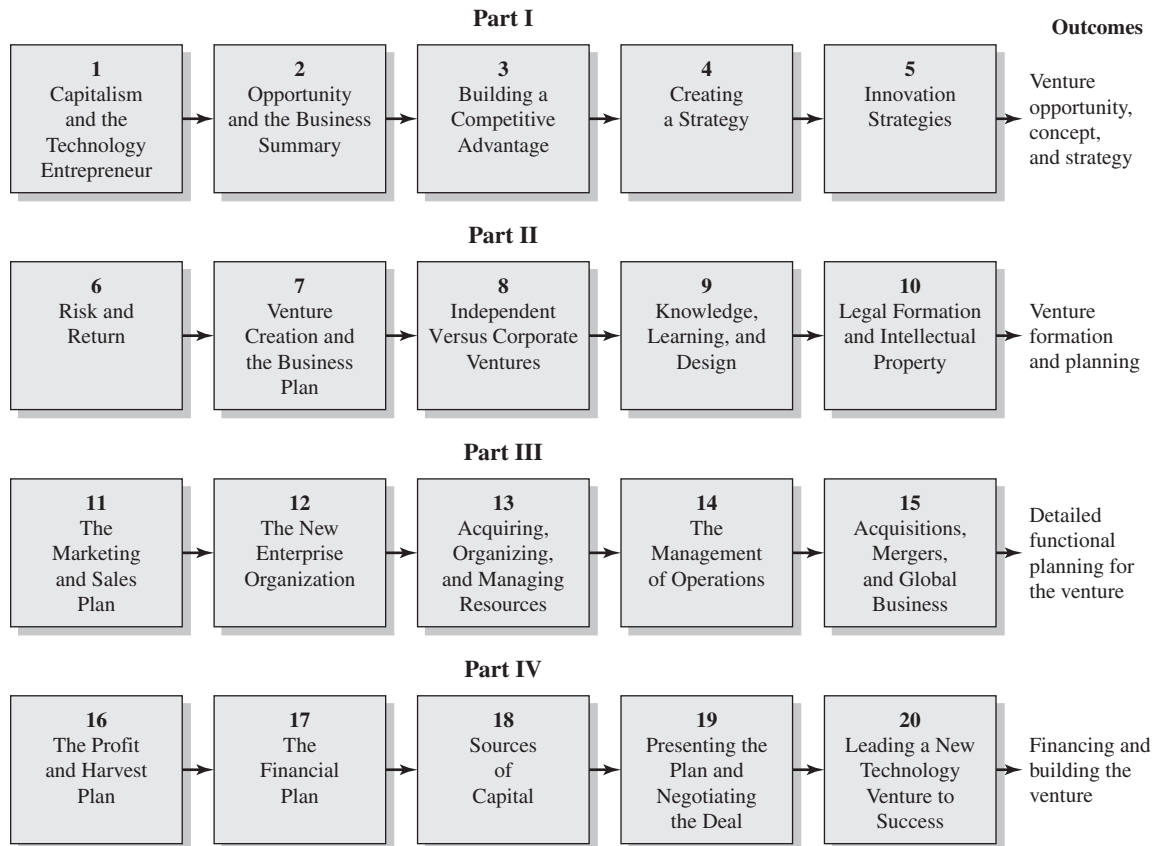 Part I
Outcomes
1
Capitalism
and the
Technology
Entrepreneur
2
Opportunity
and the Business
Summary
3
Building a
Competitive
Advantage
4
Creating
a Strategy
5
Innovation
Strategies
Venture
opportunity,
concept,
and strategy
Part II
6
Risk and
Return
7
Venture
Creation and
the Business
Plan
8
Independent
Versus Corporate
Ventures
9
Knowledge,
Learning, and
Design
10
Legal Formation
and Intellectual
Property
Venture
formation
and planning
Part III
11
The
Marketing
and Sales
Plan
12
The New
Enterprise
Organization
13
Acquiring,
Organizing,
and Managing
Resources
14
The
Management
of Operations
15
Acquisitions,
Mergers,
and Global
Business
Detailed
functional
planning for
the venture
Part IV
16
The Profit
and Harvest
Plan
17
The
Financial
Plan
18
Sources
of
Capital
19
Presenting the
Plan and
Negotiating
the Deal
20
Leading a New
Technology
Venture to
Success
Financing and
building the
venture